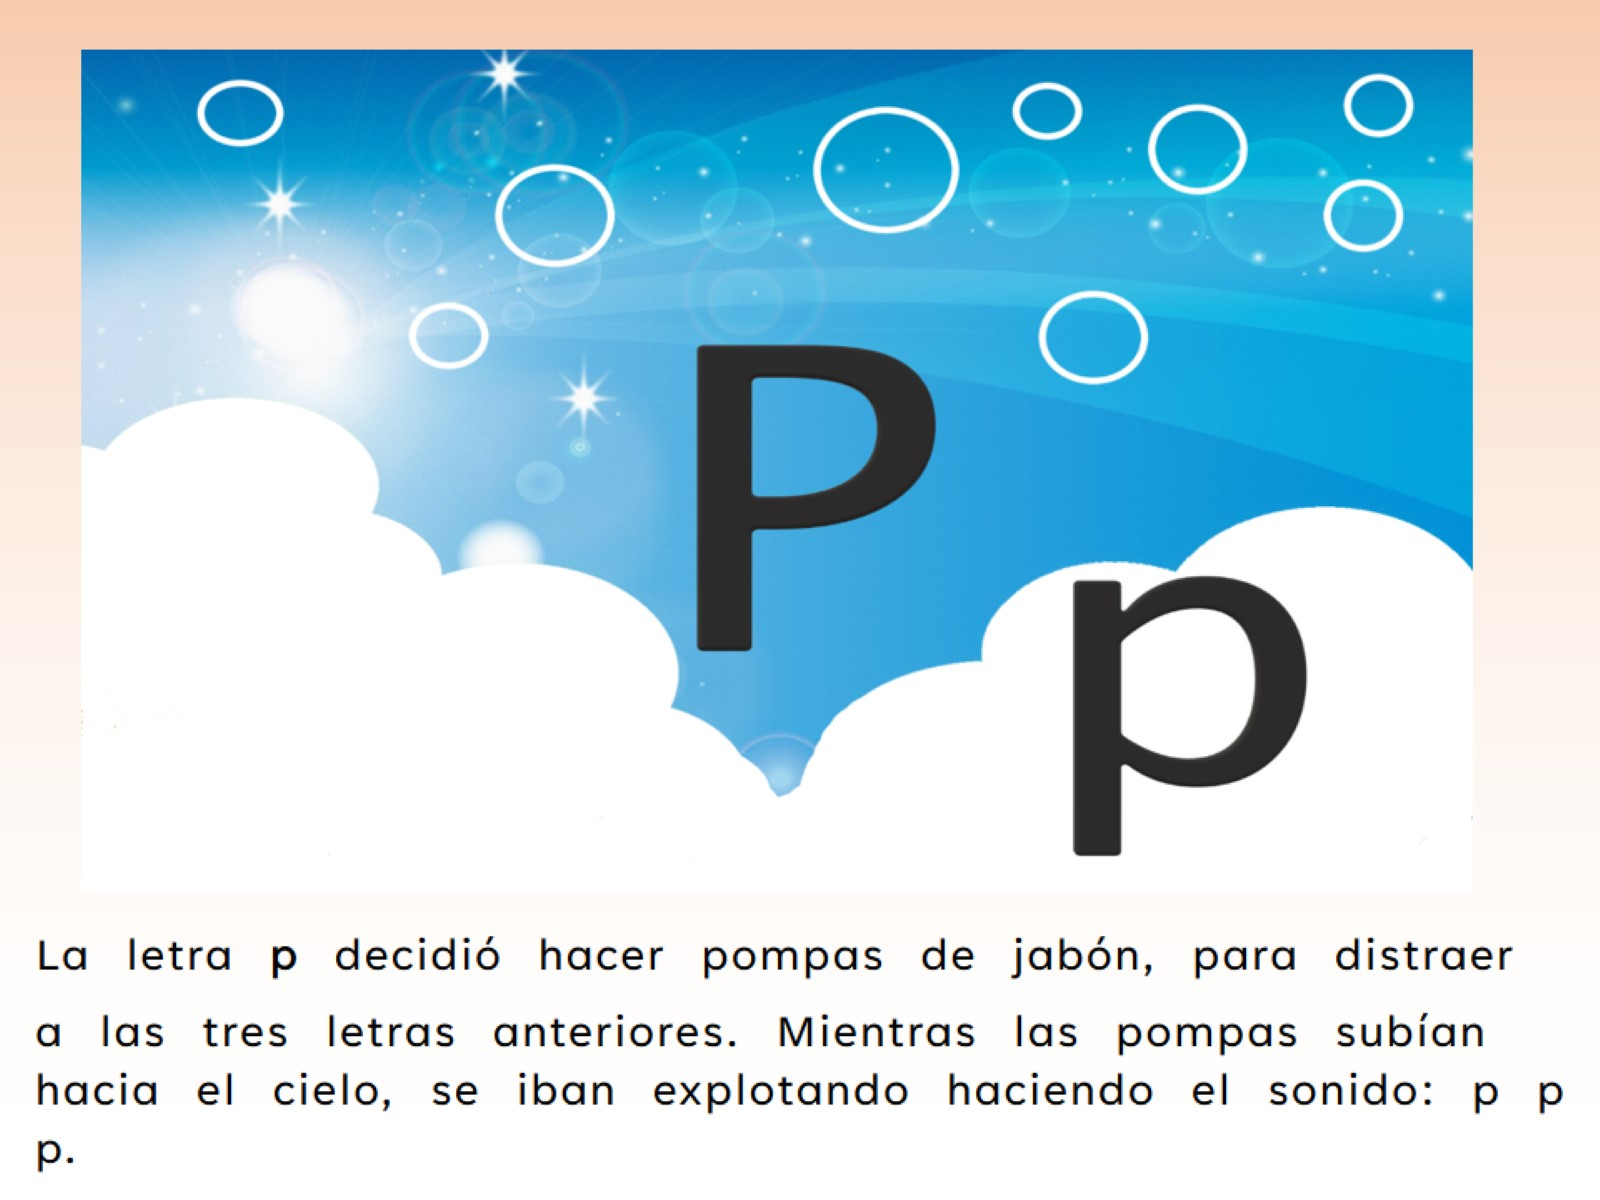 P
p
La letra p decidió hacer pompas de jabón, para distraer
a las tres letras anteriores. Mientras las pompas subían
hacia el cielo, se iban explotando haciendo el sonido: p p
p.